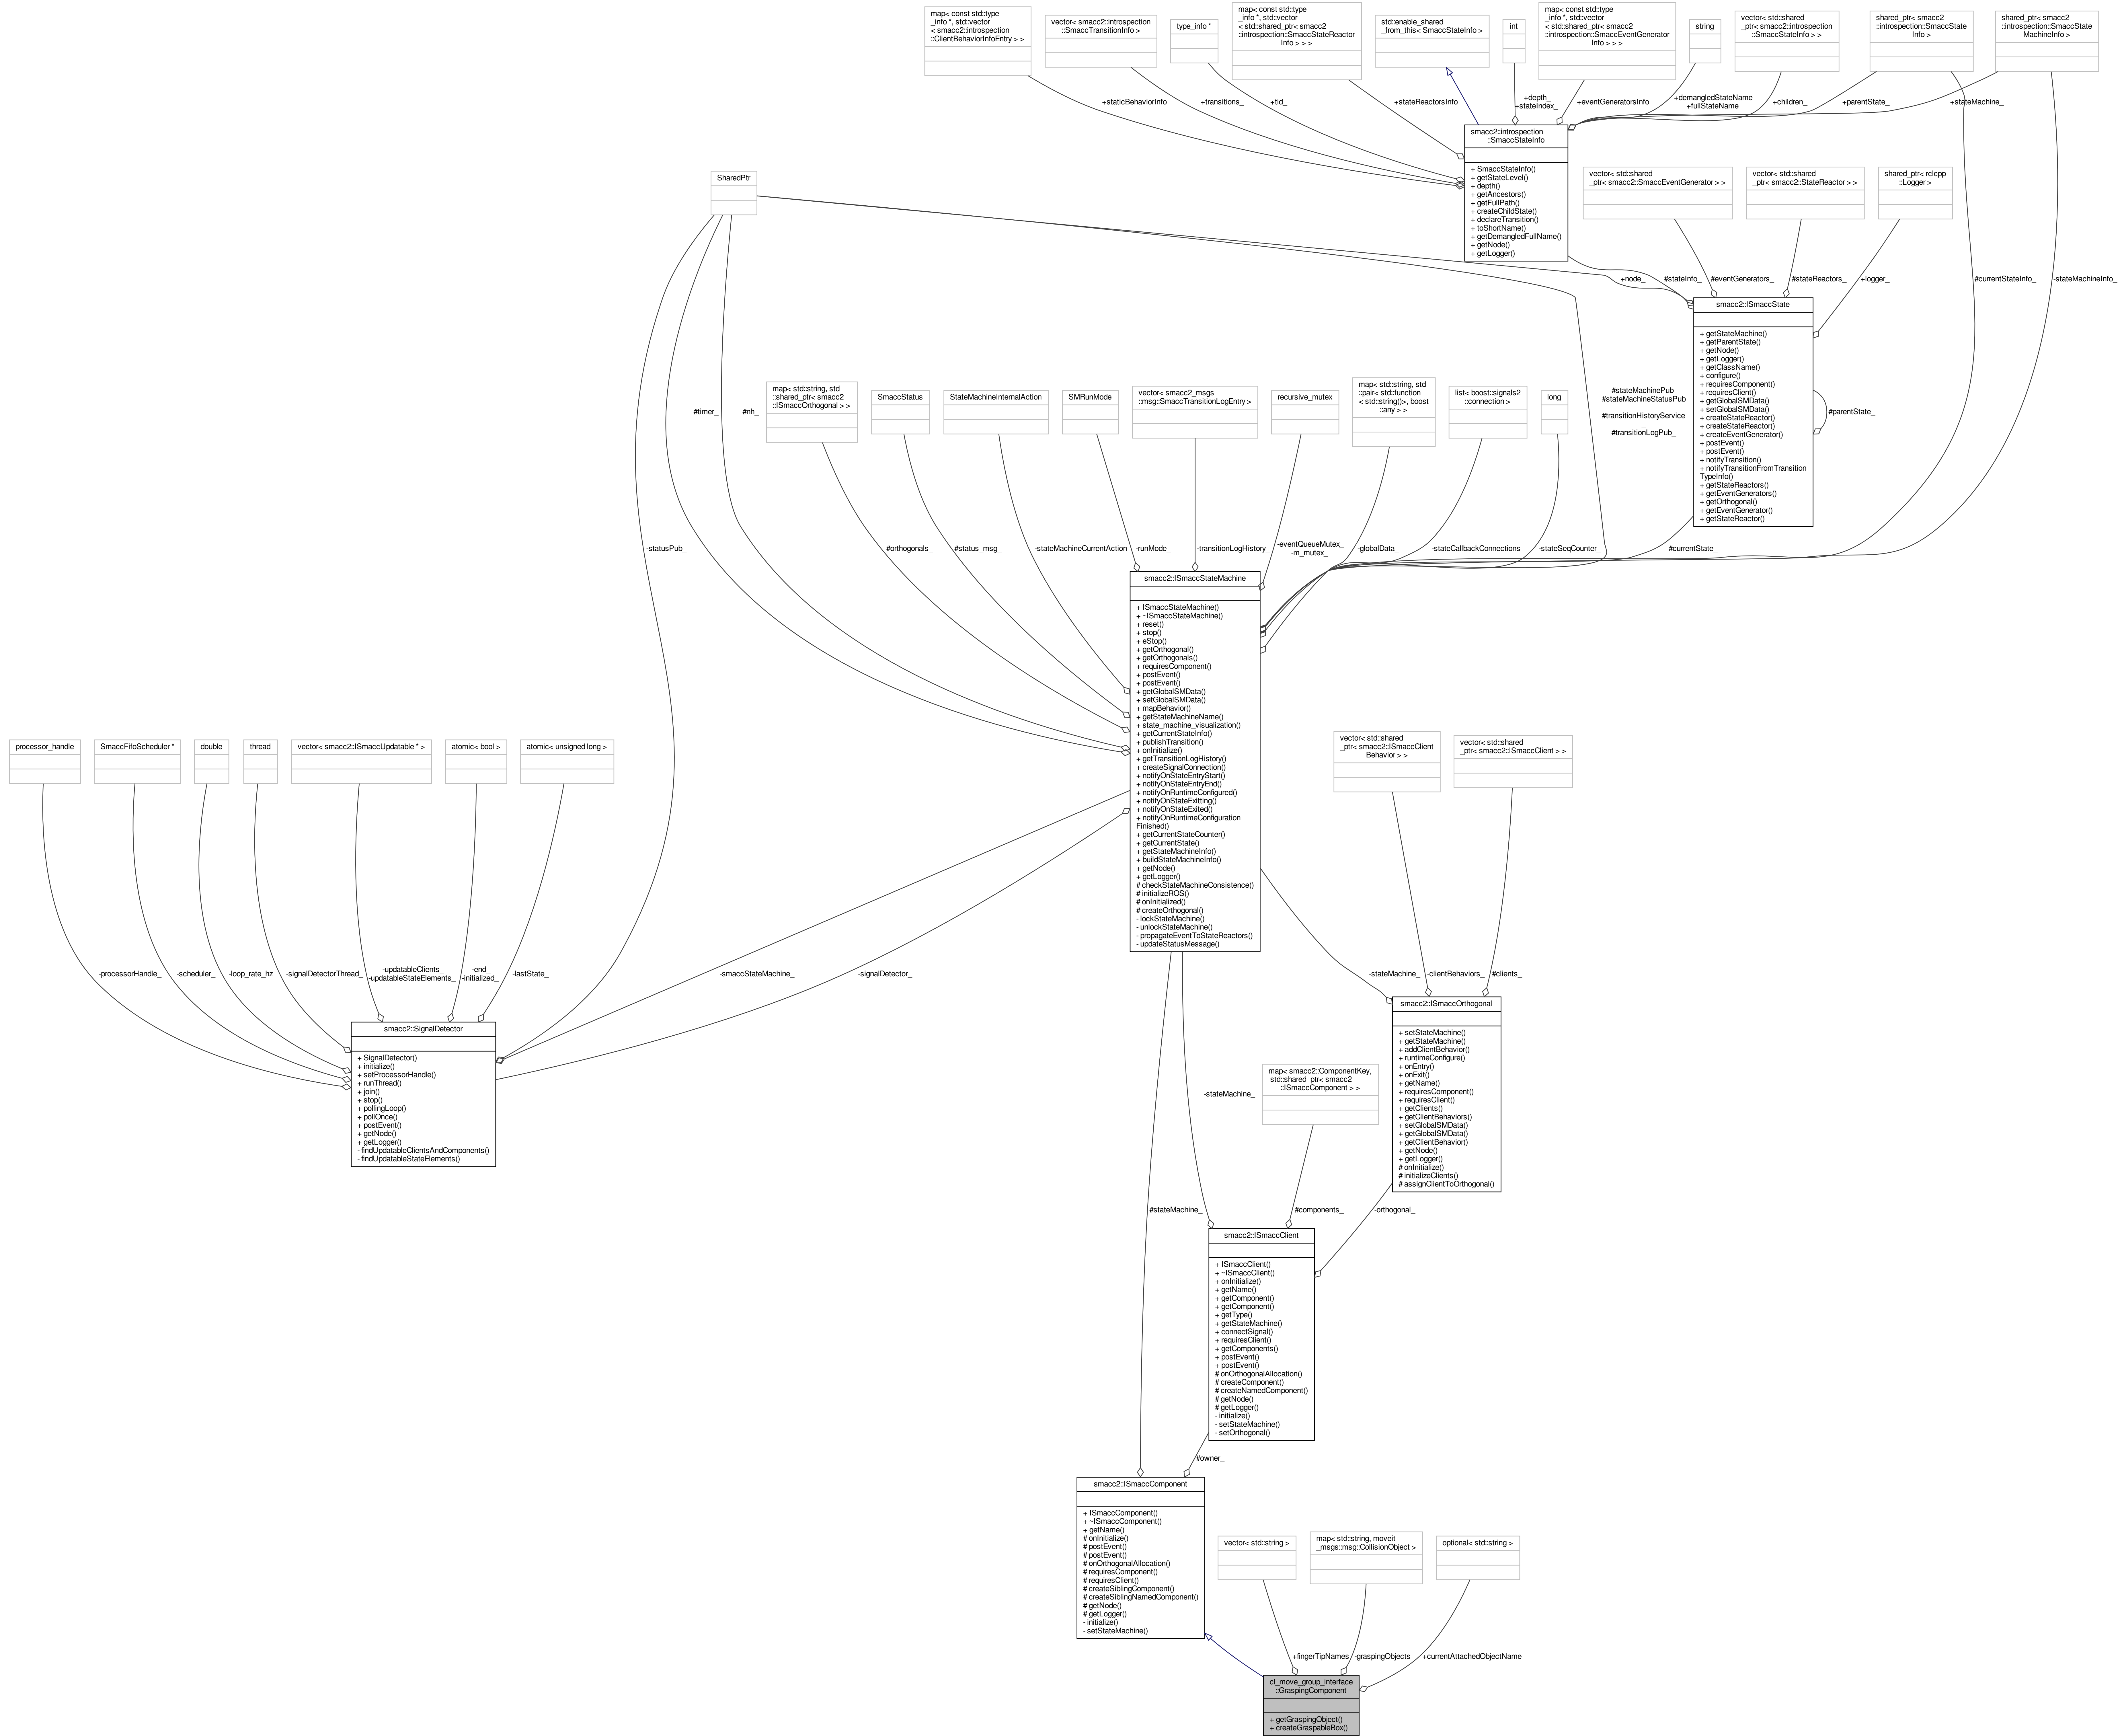 map< const std::type
_info *, std::vector
< smacc2::introspection
::ClientBehaviorInfoEntry > >
vector< smacc2::introspection
::SmaccTransitionInfo >
type_info *
map< const std::type
_info *, std::vector
< std::shared_ptr< smacc2
::introspection::SmaccStateReactor
Info > > >
std::enable_shared
_from_this< SmaccStateInfo >
int
map< const std::type
_info *, std::vector
< std::shared_ptr< smacc2
::introspection::SmaccEventGenerator
Info > > >
string
vector< std::shared
_ptr< smacc2::introspection
::SmaccStateInfo > >
shared_ptr< smacc2
::introspection::SmaccState
Info >
shared_ptr< smacc2
::introspection::SmaccState
MachineInfo >
+staticBehaviorInfo
+transitions_
+tid_
+stateReactorsInfo
+depth_
+stateIndex_
+eventGeneratorsInfo
+demangledStateName
+fullStateName
+children_
+parentState_
+stateMachine_
smacc2::introspection
::SmaccStateInfo
+ SmaccStateInfo()
+ getStateLevel()
+ depth()
+ getAncestors()
+ getFullPath()
+ createChildState()
+ declareTransition()
+ toShortName()
+ getDemangledFullName()
+ getNode()
+ getLogger()
SharedPtr
vector< std::shared
_ptr< smacc2::SmaccEventGenerator > >
vector< std::shared
_ptr< smacc2::StateReactor > >
shared_ptr< rclcpp
::Logger >
+node_
#stateInfo_
#eventGenerators_
#stateReactors_
+logger_
#currentStateInfo_
-stateMachineInfo_
smacc2::ISmaccState
+ getStateMachine()
+ getParentState()
+ getNode()
+ getLogger()
+ getClassName()
+ configure()
+ requiresComponent()
+ requiresClient()
+ getGlobalSMData()
+ setGlobalSMData()
+ createStateReactor()
+ createStateReactor()
+ createEventGenerator()
+ postEvent()
+ postEvent()
+ notifyTransition()
+ notifyTransitionFromTransition
TypeInfo()
+ getStateReactors()
+ getEventGenerators()
+ getOrthogonal()
+ getEventGenerator()
+ getStateReactor()
#parentState_
#timer_
#nh_
map< std::string, std
::shared_ptr< smacc2
::ISmaccOrthogonal > >
SmaccStatus
StateMachineInternalAction
SMRunMode
vector< smacc2_msgs
::msg::SmaccTransitionLogEntry >
recursive_mutex
map< std::string, std
::pair< std::function
< std::string()>, boost
::any > >
list< boost::signals2
::connection >
long
#stateMachinePub_
#stateMachineStatusPub
_
#transitionHistoryService
_
#transitionLogPub_
-statusPub_
#orthogonals_
#status_msg_
-stateMachineCurrentAction
-runMode_
-transitionLogHistory_
-eventQueueMutex_
-m_mutex_
-globalData_
-stateCallbackConnections
-stateSeqCounter_
#currentState_
smacc2::ISmaccStateMachine
+ ISmaccStateMachine()
+ ~ISmaccStateMachine()
+ reset()
+ stop()
+ eStop()
+ getOrthogonal()
+ getOrthogonals()
+ requiresComponent()
+ postEvent()
+ postEvent()
+ getGlobalSMData()
+ setGlobalSMData()
+ mapBehavior()
+ getStateMachineName()
+ state_machine_visualization()
+ getCurrentStateInfo()
+ publishTransition()
+ onInitialize()
+ getTransitionLogHistory()
+ createSignalConnection()
+ notifyOnStateEntryStart()
+ notifyOnStateEntryEnd()
+ notifyOnRuntimeConfigured()
+ notifyOnStateExitting()
+ notifyOnStateExited()
+ notifyOnRuntimeConfiguration
Finished()
+ getCurrentStateCounter()
+ getCurrentState()
+ getStateMachineInfo()
+ buildStateMachineInfo()
+ getNode()
+ getLogger()
# checkStateMachineConsistence()
# initializeROS()
# onInitialized()
# createOrthogonal()
- lockStateMachine()
- unlockStateMachine()
- propagateEventToStateReactors()
- updateStatusMessage()
processor_handle
SmaccFifoScheduler *
double
thread
vector< smacc2::ISmaccUpdatable * >
atomic< bool >
atomic< unsigned long >
-processorHandle_
-scheduler_
-loop_rate_hz
-signalDetectorThread_
-updatableClients_
-updatableStateElements_
-end_
-initialized_
-lastState_
-smaccStateMachine_
-signalDetector_
smacc2::SignalDetector
+ SignalDetector()
+ initialize()
+ setProcessorHandle()
+ runThread()
+ join()
+ stop()
+ pollingLoop()
+ pollOnce()
+ postEvent()
+ getNode()
+ getLogger()
- findUpdatableClientsAndComponents()
- findUpdatableStateElements()
vector< std::shared
_ptr< smacc2::ISmaccClient
Behavior > >
vector< std::shared
_ptr< smacc2::ISmaccClient > >
-stateMachine_
-clientBehaviors_
#clients_
smacc2::ISmaccOrthogonal
+ setStateMachine()
+ getStateMachine()
+ addClientBehavior()
+ runtimeConfigure()
+ onEntry()
+ onExit()
+ getName()
+ requiresComponent()
+ requiresClient()
+ getClients()
+ getClientBehaviors()
+ setGlobalSMData()
+ getGlobalSMData()
+ getClientBehavior()
+ getNode()
+ getLogger()
# onInitialize()
# initializeClients()
# assignClientToOrthogonal()
-stateMachine_
map< smacc2::ComponentKey,
std::shared_ptr< smacc2
::ISmaccComponent > >
#stateMachine_
#components_
-orthogonal_
smacc2::ISmaccClient
+ ISmaccClient()
+ ~ISmaccClient()
+ onInitialize()
+ getName()
+ getComponent()
+ getComponent()
+ getType()
+ getStateMachine()
+ connectSignal()
+ requiresClient()
+ getComponents()
+ postEvent()
+ postEvent()
# onOrthogonalAllocation()
# createComponent()
# createNamedComponent()
# getNode()
# getLogger()
- initialize()
- setStateMachine()
- setOrthogonal()
#owner_
smacc2::ISmaccComponent
+ ISmaccComponent()
+ ~ISmaccComponent()
+ getName()
# onInitialize()
# postEvent()
# postEvent()
# onOrthogonalAllocation()
# requiresComponent()
# requiresClient()
# createSiblingComponent()
# createSiblingNamedComponent()
# getNode()
# getLogger()
- initialize()
- setStateMachine()
vector< std::string >
map< std::string, moveit
_msgs::msg::CollisionObject >
optional< std::string >
+fingerTipNames
-graspingObjects
+currentAttachedObjectName
cl_move_group_interface
::GraspingComponent
+ getGraspingObject()
+ createGraspableBox()